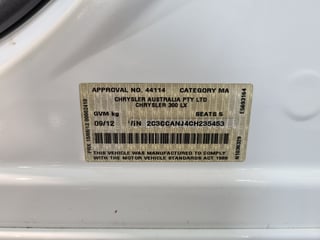 APPROVAL NO. 44114 CATEGORY MA
CHRYSLER AUSTRALIA PTY LTD
CHRYSLER 300 LX
GVM kg SEATS 5
09/12 VIN 2C3CCANJ4CH235453
THIS VEHICLE WAS MANUFACTURED TO COMPLY
WITH THE MOTOR VEHICLE STANDARDS ACT, 1989